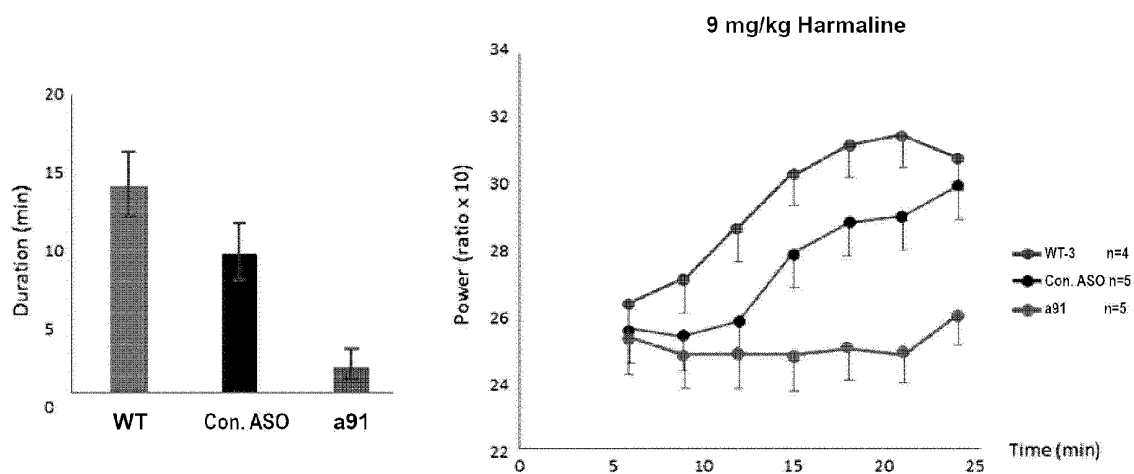 20
15
10
5
0
Duration (min)
WT Con. ASO a91
9 mg/kg Harmaline
34
32
30
28
26
24
22
Power (ratio x 10)
0 5 10 15 20 25
Time (min)
WT-3 n=4
Con. ASO n=5
a91 n=5